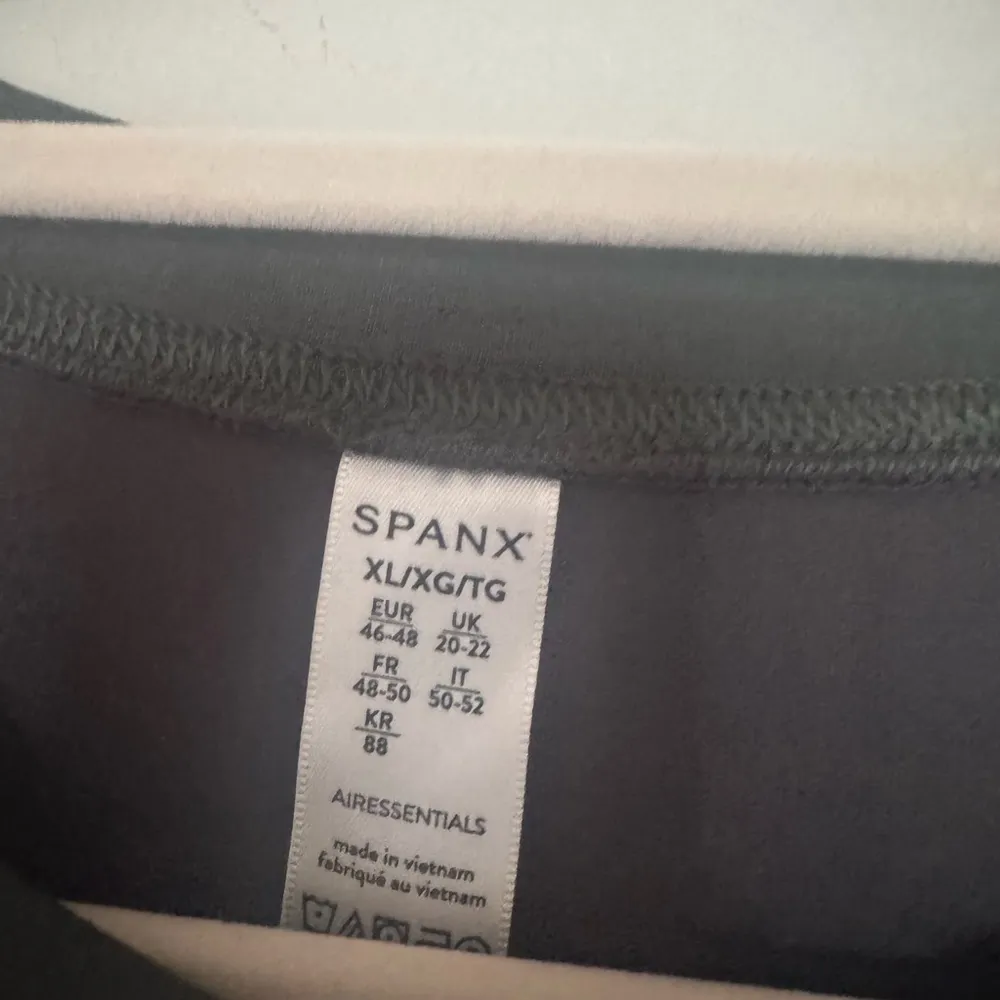 SPANX
XL/XG/TG
EUR UK
46-48 20-22
FR IT
48-50 50-52
KR
88
AIRESSENTIALS
made in vietnam
fabriqué au vietnam